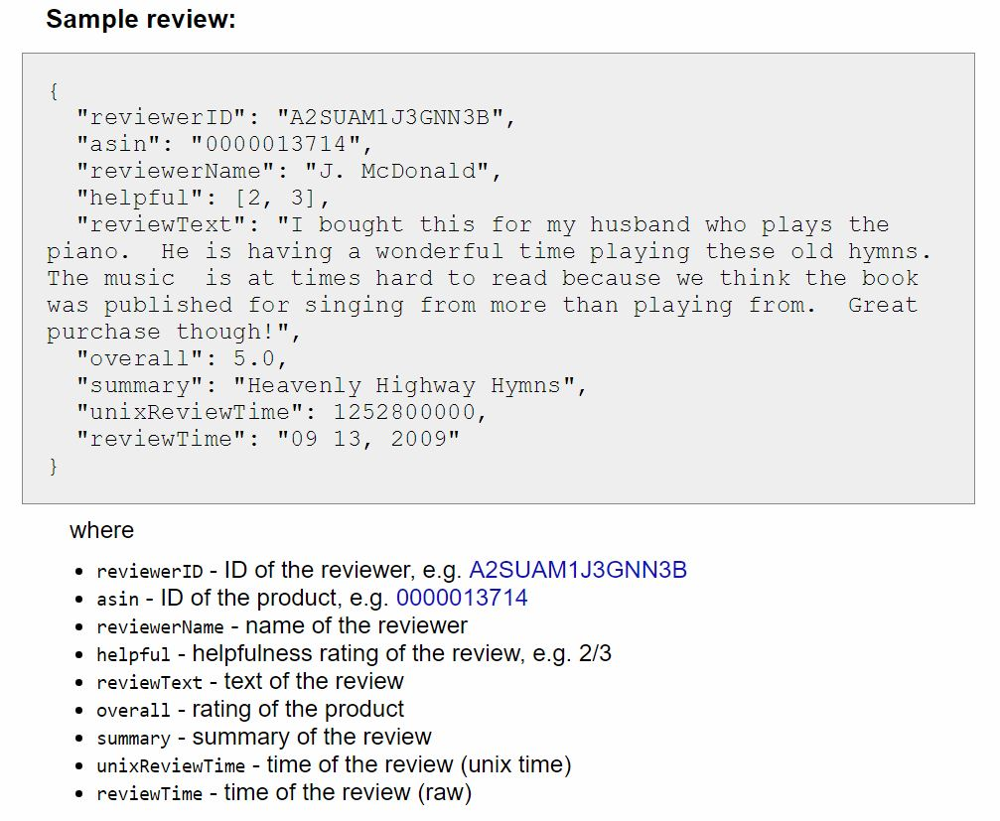 Sample review:
{
  "reviewerID": "A2SUAM1J3GNN3B",
  "asin": "0000013714",
  "reviewerName": "J. McDonald",
  "helpful": [2, 3],
  "reviewText": "I bought this for my husband who plays the
piano.  He is having a wonderful time playing these old hymns.
The music  is at times hard to read because we think the book
was published for singing from more than playing from.  Great
purchase though!",
  "overall": 5.0,
  "summary": "Heavenly Highway Hymns",
  "unixReviewTime": 1252800000,
  "reviewTime": "09 13, 2009"
}
where
• reviewerID - ID of the reviewer, e.g. A2SUAM1J3GNN3B
• asin - ID of the product, e.g. 0000013714
• reviewerName - name of the reviewer
• helpful - helpfulness rating of the review, e.g. 2/3
• reviewText - text of the review
• overall - rating of the product
• summary - summary of the review
• unixReviewTime - time of the review (unix time)
• reviewTime - time of the review (raw)